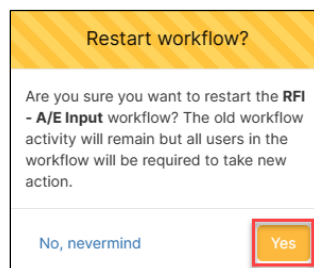 Restart workflow?
Are you sure you want to restart the RFI
- A/E Input workflow? The old workflow
activity will remain but all users in the
workflow will be required to take new
action.
No, nevermind
Yes